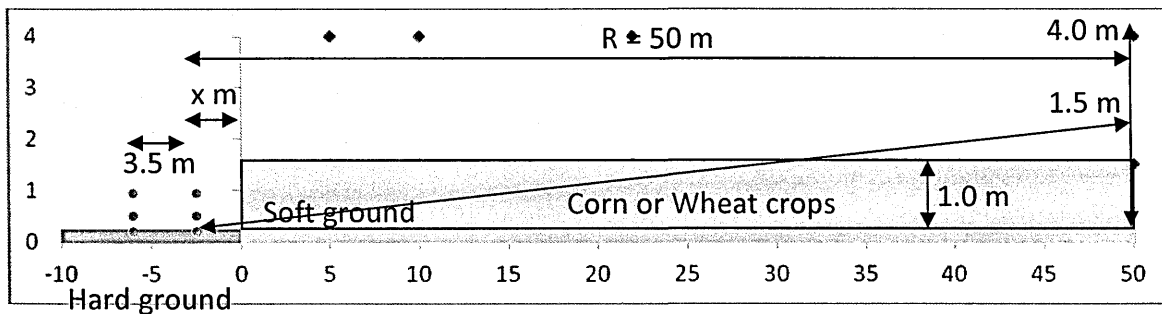 4
R = 50 m
4.0 m
3
x m
1.5 m
2
3.5 m
1
Soft ground
Corn or Wheat crops
1.0 m
0
-10 -5 0 5 10 15 20 25 30 35 40 45 50
Hard ground